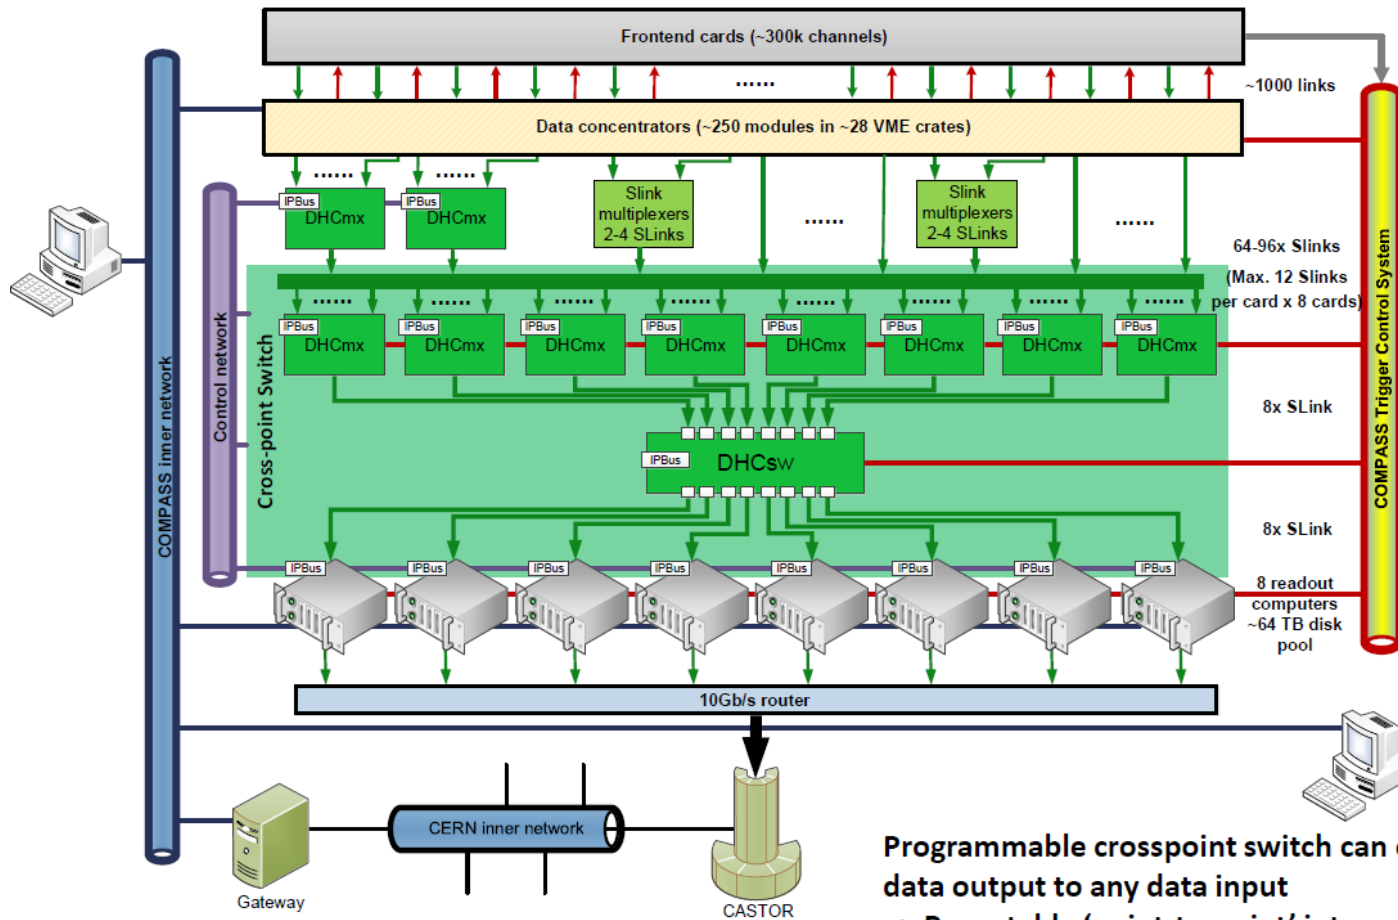 Frontend cards (~300k channels)
......
~1000 links
Data concentrators (~250 modules in ~28 VME crates)
......
......
IPBus
DHCmx
IPBus
DHCmx
Slink
multiplexers
2-4 SLinks
......
Slink
multiplexers
2-4 SLinks
......
64-96x Slinks
(Max. 12 Slinks
per card x 8 cards)
......
......
......
......
......
......
......
......
IPBus
DHCmx
IPBus
DHCmx
IPBus
DHCmx
IPBus
DHCmx
IPBus
DHCmx
IPBus
DHCmx
IPBus
DHCmx
IPBus
DHCmx
COMPASS inner network
Control network
Cross-point Switch
COMPASS Trigger Control System
8x SLink
IPBus
DHCsw
8x SLink
IPBus
IPBus
IPBus
IPBus
IPBus
IPBus
IPBus
IPBus
8 readout
computers
~64 TB disk
pool
10Gb/s router
CERN inner network
Gateway
CASTOR
Programmable crosspoint switch can
data output to any data input